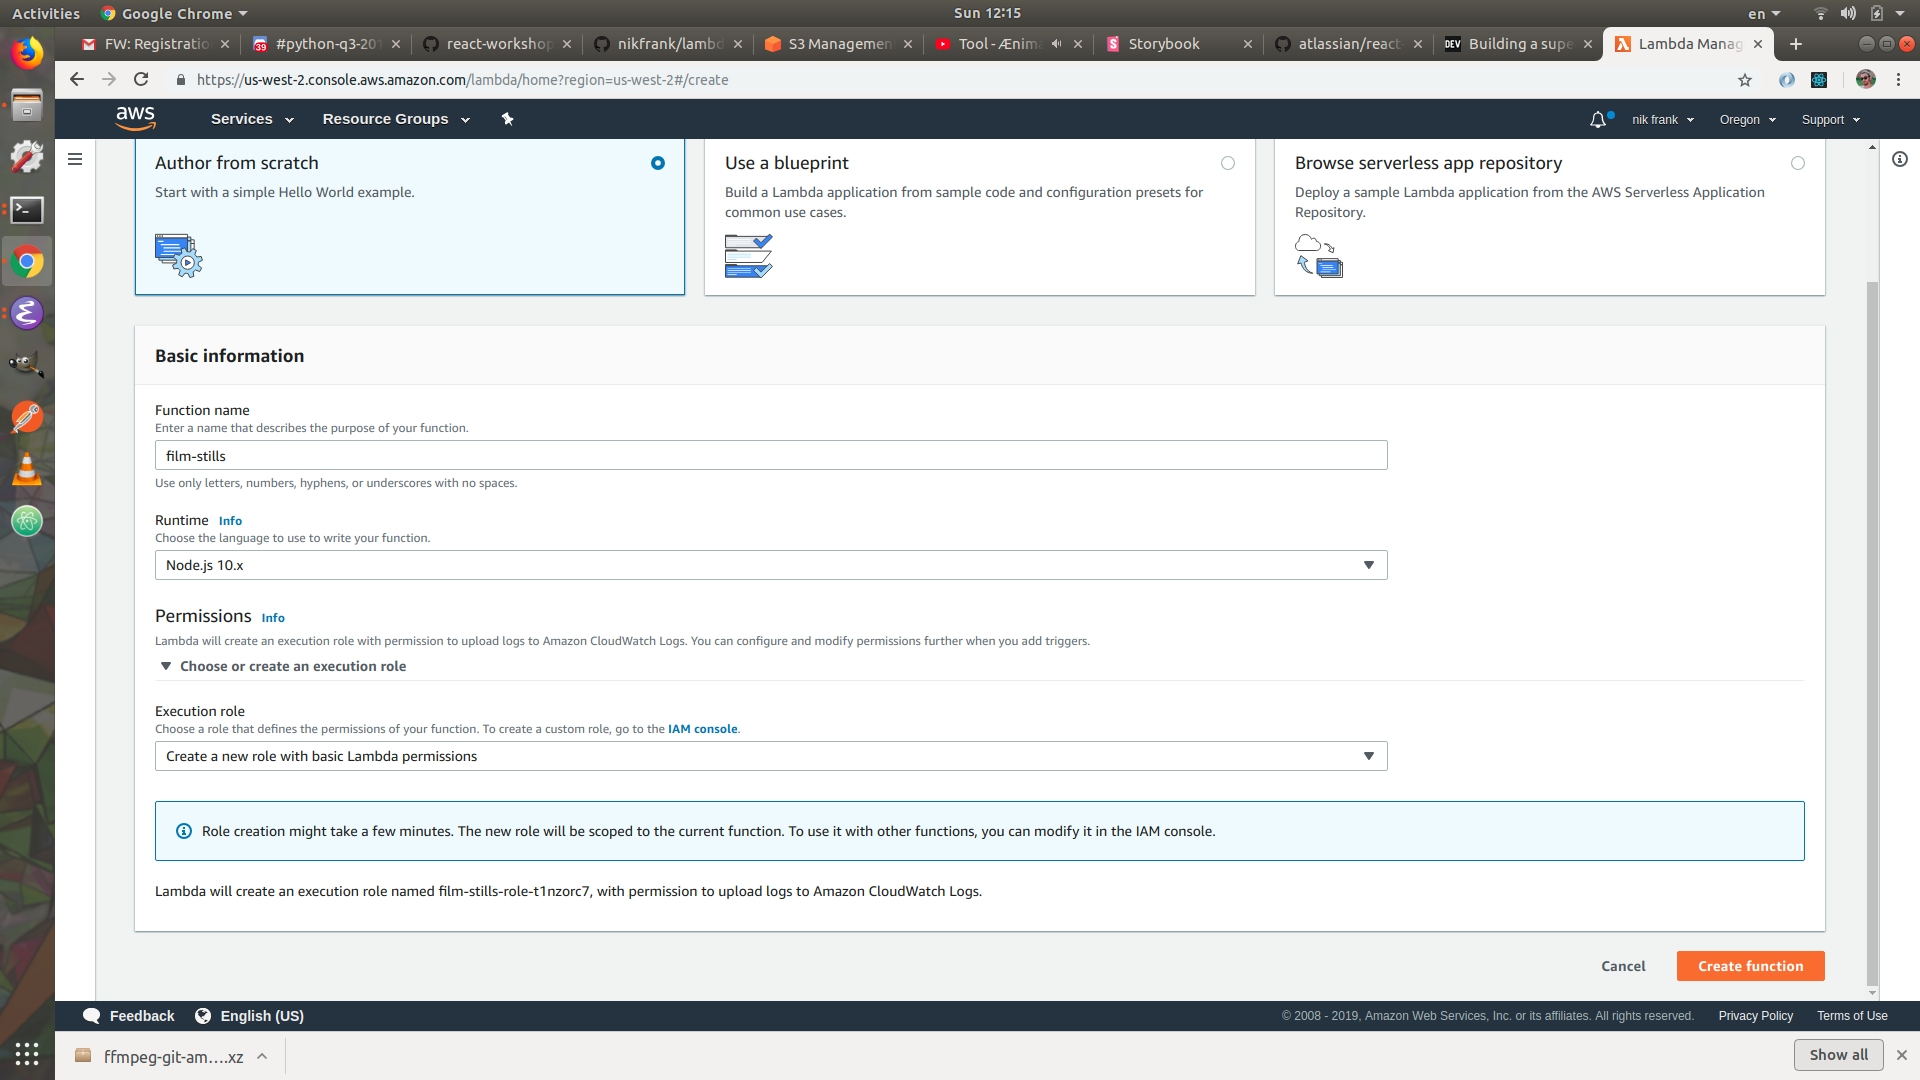 Activities
Google Chrome
Sun 12:15
en
FW: Registratio
#python-q3-201
react-workshop
nikfrank/lambd
S3 Managemen
Tool - Ænima
Storybook
atlassian/react-
Building a supe
Lambda Manag
https://us-west-2.console.aws.amazon.com/lambda/home?region=us-west-2#/create
aws
Services
Resource Groups
nik frank
Oregon
Support
Author from scratch
Start with a simple Hello World example.
Use a blueprint
Build a Lambda application from sample code and configuration presets for
common use cases.
Browse serverless app repository
Deploy a sample Lambda application from the AWS Serverless Application
Repository.
Basic information
Function name
Enter a name that describes the purpose of your function.
film-stills
Use only letters, numbers, hyphens, or underscores with no spaces.
Runtime Info
Choose the language to use to write your function.
Node.js 10.x
Permissions Info
Lambda will create an execution role with permission to upload logs to Amazon CloudWatch Logs. You can configure and modify permissions further when you add triggers.
Choose or create an execution role
Execution role
Choose a role that defines the permissions of your function. To create a custom role, go to the IAM console.
Create a new role with basic Lambda permissions
Role creation might take a few minutes. The new role will be scoped to the current function. To use it with other functions, you can modify it in the IAM console.
Lambda will create an execution role named film-stills-role-t1nzorc7, with permission to upload logs to Amazon CloudWatch Logs.
Cancel
Create function
Feedback
English (US)
© 2008 - 2019, Amazon Web Services, Inc. or its affiliates. All rights reserved.
Privacy Policy
Terms of Use
ffmpeg-git-am....xz
Show all